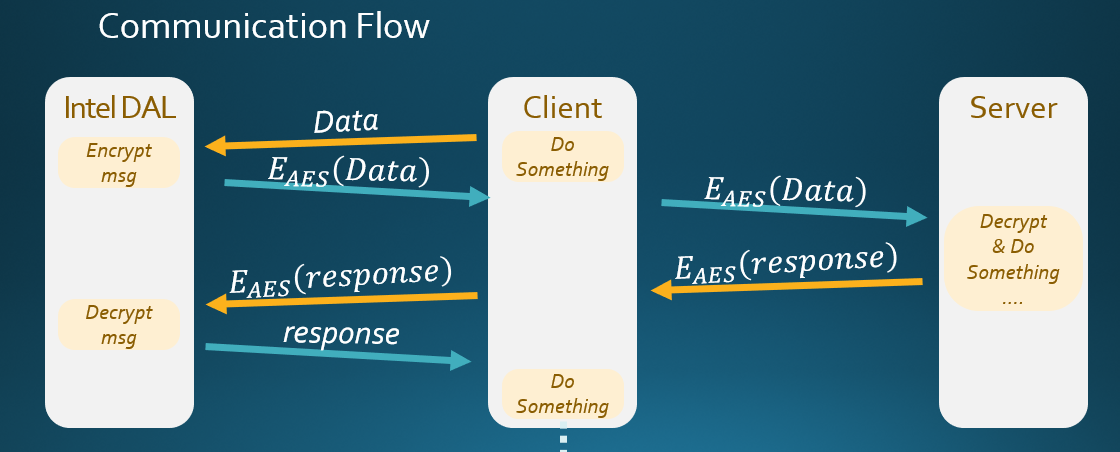 Communication Flow
Intel DAL
Client
Server
Data
Encrypt
msg
Do
Something
E_AES(Data)
E_AES(Data)
Decrypt
& Do
Something
....
E_AES(response)
E_AES(response)
Decrypt
msg
response
Do
Something